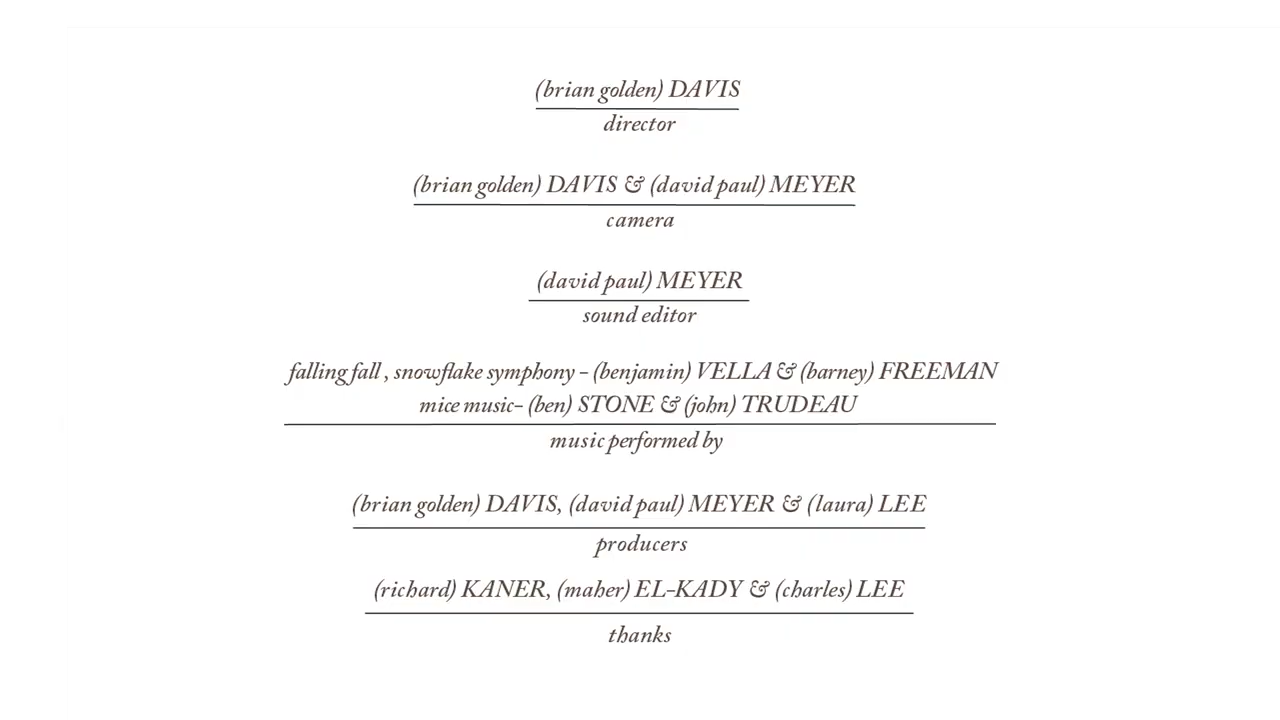 (brian golden) DAVIS
director
(brian golden) DAVIS & (david paul) MEYER
camera
(david paul) MEYER
sound editor
falling fall , snowflake symphony - (benjamin) VELLA & (barney) FREEMAN
mice music- (ben) STONE & (john) TRUDEAU
music performed by
(brian golden) DAVIS, (david paul) MEYER & (laura) LEE
producers
(richard) KANER, (maher) EL-KADY & (charles) LEE
thanks